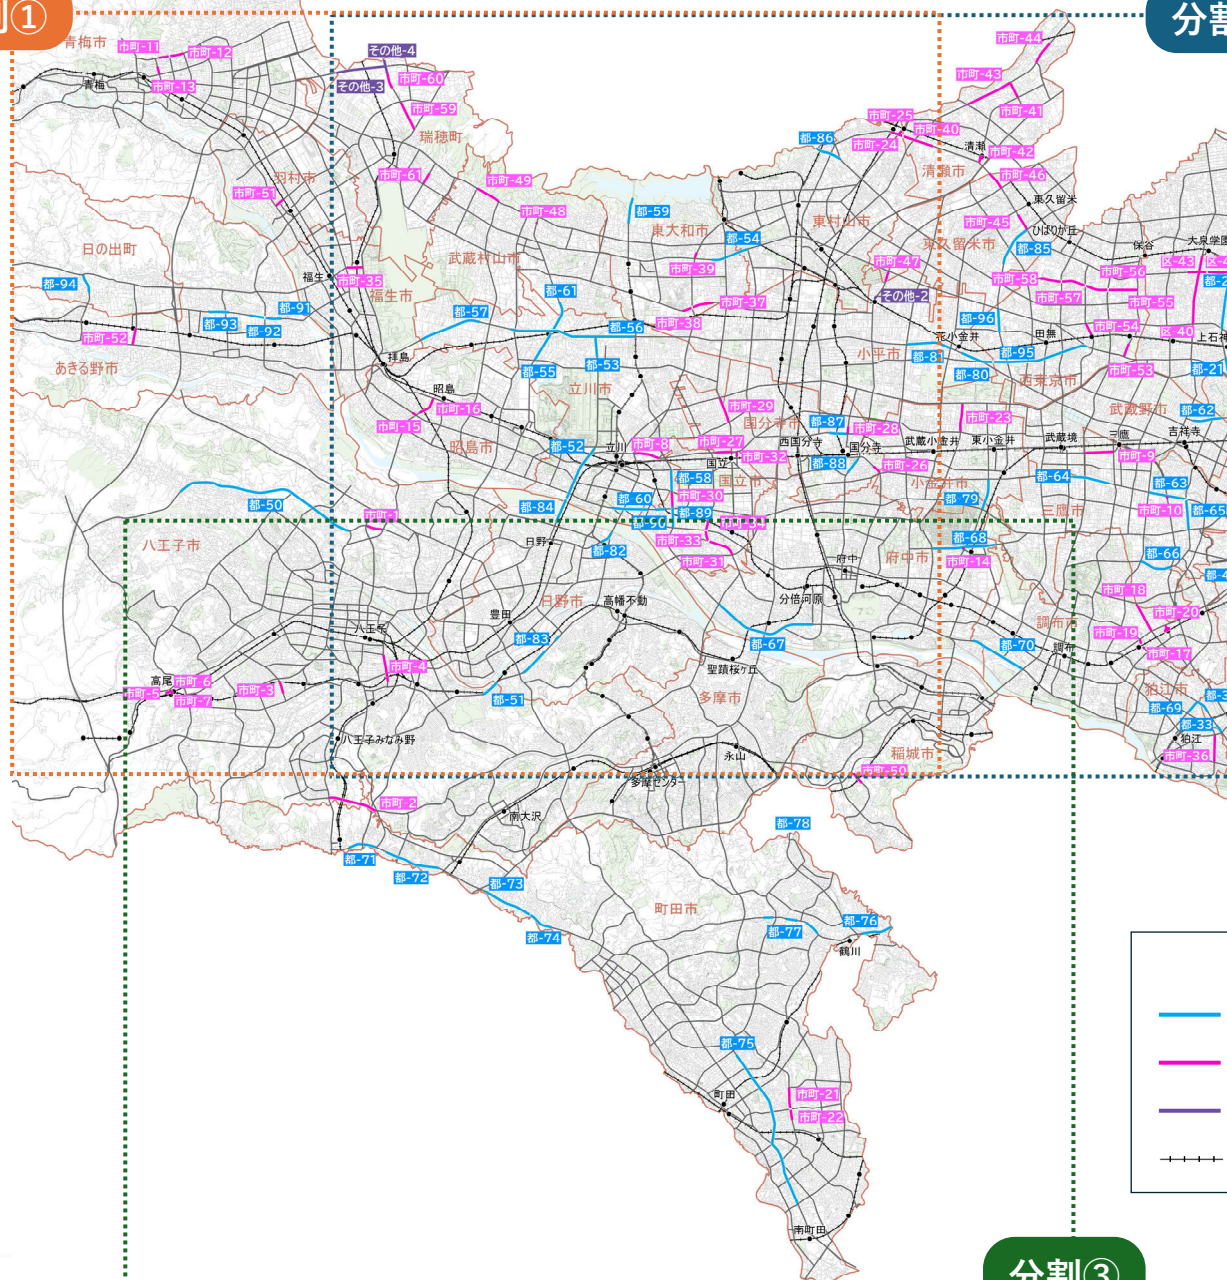 割①
分割
青梅市
市町-11
市町-12
その他-4
市町-44
青梅
市町-13
その他-3
市町-60
市町-43
市町-59
市町-41
瑞穂町
市町-25
市町-40
都-86
市町-24
清瀬
市町-42
清瀬市
市町-46
羽村市
市町-51
市町-61
市町-49
市町-48
東久留米
都-59
東大和市
東村山市
市町-45
ひばりが丘
日の出町
都-54
東久留米市
都-85
保谷
大泉学園
武蔵村山市
市町-39
市町-47
区-43
区-4
福生
市町-35
市町-58
市町-56
都-2
都-94
福生市
都-61
その他-2
市町-57
市町-55
都-91
都-57
市町-37
都-93
都-92
都-56
市町-38
都-96
市町-54
区-40
市町-52
花小金井
田無
上石神
拝島
小平市
都-8
都-95
あきる野市
都-55
都-53
都-80
西東京市
市町-53
都-21
昭島
立川市
市町-16
市町-29
武蔵野市
都-62
市町-15
国分寺市
都-87
市町-28
市町-23
昭島市
都-52
立川
市町-8
市町-27
西国分寺
国分寺
武蔵小金井
東小金井
武蔵境
三鷹
吉祥寺
市町-32
市町-9
国立
都-88
市町-26
都-58
国立市
小金井市
都-64
都-63
都-50
都-60
市町-30
都-79
市町-10
都-84
都-89
三鷹市
都-65
市町-1
都-90
市町-34
八王子市
日野
市町-33
都-68
都-82
市町-31
府中
府中市
市町-14
都-66
都-4
日野市
高幡不動
分倍河原
市町-18
豊田
市町-20
八王子
都-83
調布市
市町-19
都-67
都-70
調布
市町-17
市町-4
聖蹟桜ヶ丘
高尾
市町-6
市町-5
市町-3
市町-7
都-51
多摩市
狛江市
都-3
都-69
都-33
八王子みなみ野
狛江
永山
稲城市
市町-36
市町-50
多摩センター
市町-2
南大沢
都-78
都-71
都-72
都-73
町田市
都-74
都-77
都-76
鶴川
都-75
町田
市町-21
市町-22
南町田
分割③